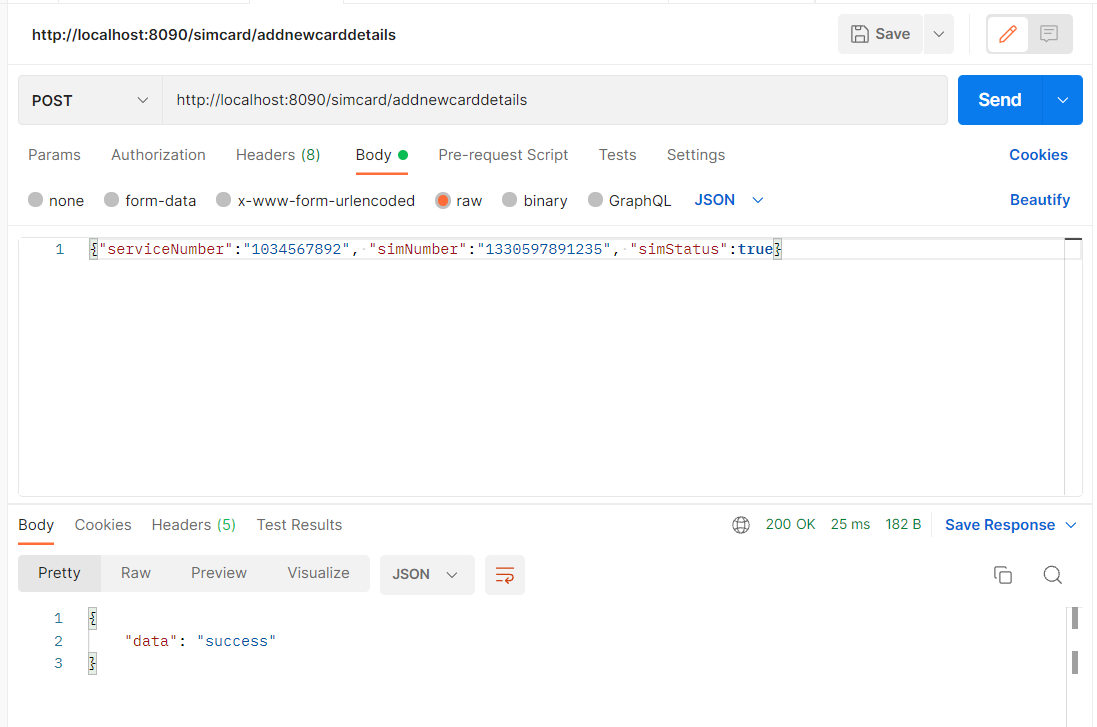 http://localhost:8090/simcard/addnewcarddetails
Save
POST
http://localhost:8090/simcard/addnewcarddetails
Send
Params Authorization Headers (8) Body Pre-request Script Tests Settings Cookies
none form-data x-www-form-urlencoded raw binary GraphQL JSON Beautify
1 {"serviceNumber":"1034567892", "simNumber":"1330597891235", "simStatus":true}
Body Cookies Headers (5) Test Results 200 OK 25 ms 182 B Save Response
Pretty Raw Preview Visualize JSON
1 {
2 "data": "success"
3 }